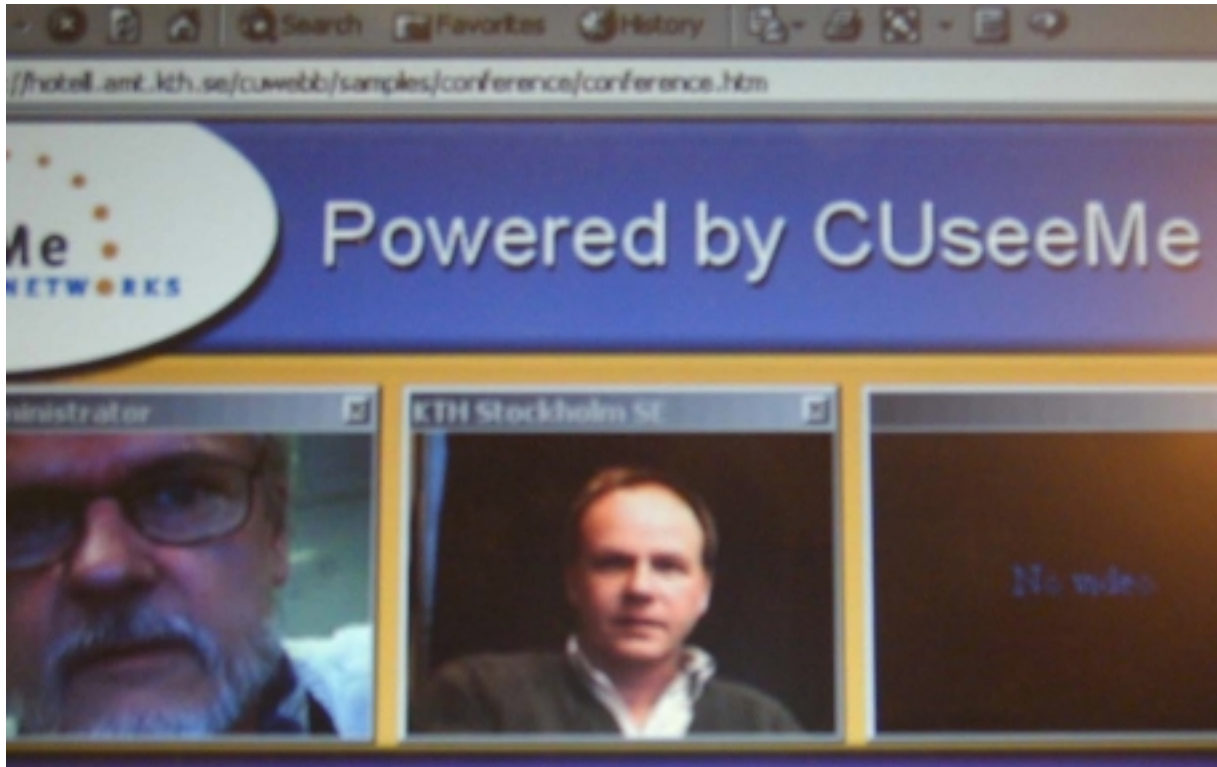 Search Favorites History
://hotell.amt.kth.se/cuwebb/samples/conference/conference.htm
Me
NETWORKS
Powered by CUseeMe
ministrator
KTH Stockholm SE
No video